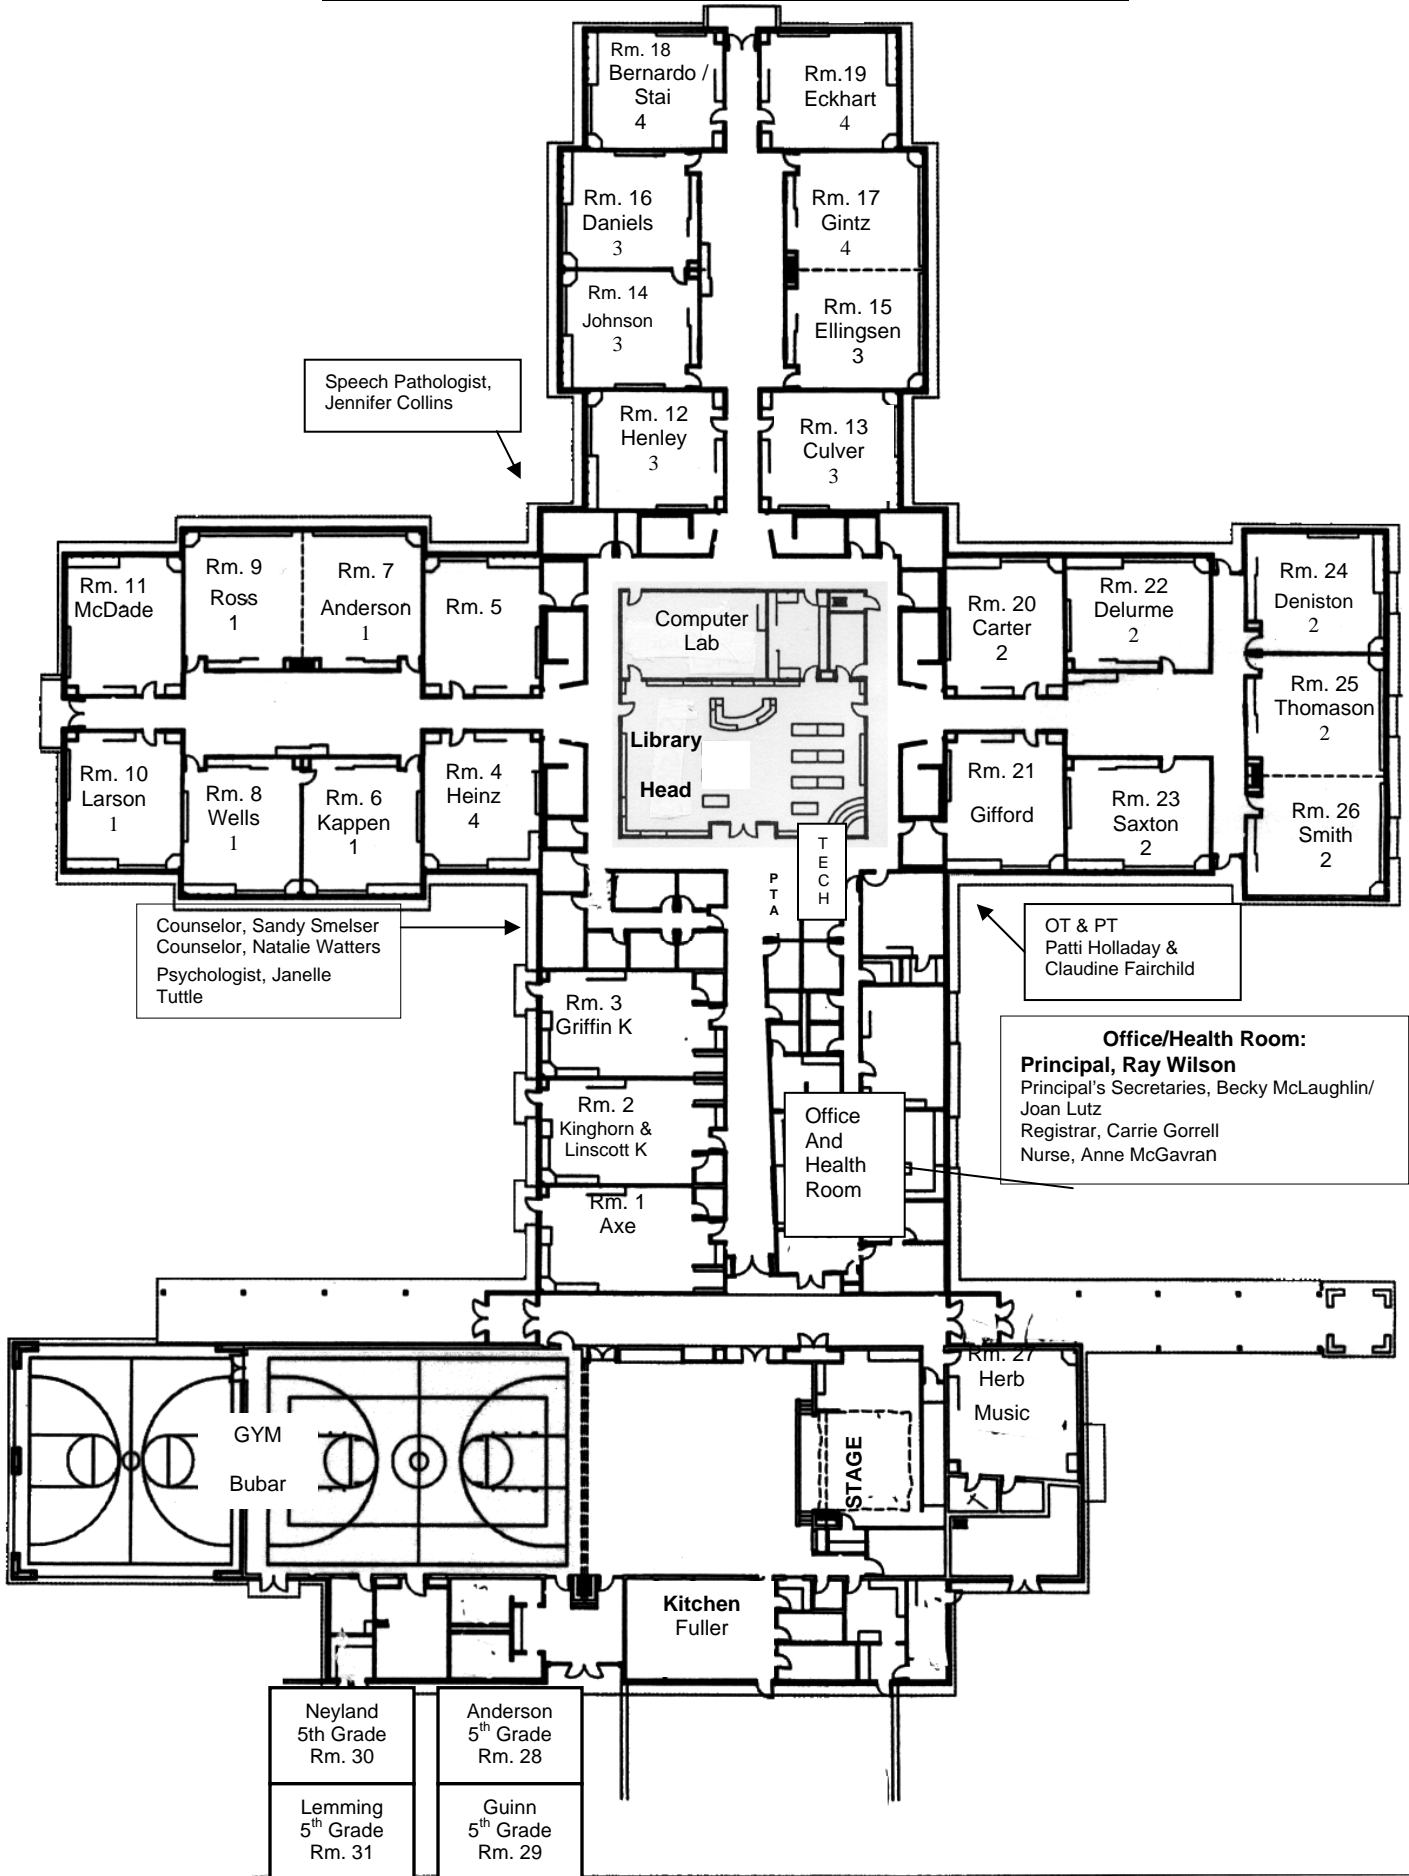 Rm. 18
Bernardo /
Stai
4
Rm.19
Eckhart
4
Rm. 16
Daniels
3
Rm. 17
Gintz
4
Rm. 14
Johnson
3
Rm. 15
Ellingsen
3
Speech Pathologist,
Jennifer Collins
Rm. 12
Henley
3
Rm. 13
Culver
3
Rm. 11
McDade
Rm. 9
Ross
1
Rm. 7
Anderson
1
Rm. 5
Computer
Lab
Rm. 20
Carter
2
Rm. 22
Delurme
2
Rm. 24
Deniston
2
Rm. 25
Thomason
2
Library
Head
Rm. 10
Larson
1
Rm. 8
Wells
1
Rm. 6
Kappen
1
Rm. 4
Heinz
4
Rm. 21
Gifford
Rm. 23
Saxton
2
Rm. 26
Smith
2
PTA
TECH
Counselor, Sandy Smelser
Counselor, Natalie Watters
Psychologist, Janelle
Tuttle
OT & PT
Patti Holladay &
Claudine Fairchild
Rm. 3
Griffin K
Office/Health Room:
Principal, Ray Wilson
Principal's Secretaries, Becky McLaughlin/
Joan Lutz
Registrar, Carrie Gorrell
Nurse, Anne McGavran
Rm. 2
Kinghorn &
Linscott K
Office
And
Health
Room
Rm. 1
Axe
Rm. 27
Herb
Music
GYM
Bubar
STAGE
Kitchen
Fuller
Neyland
5th Grade
Rm. 30
Anderson
5th Grade
Rm. 28
Lemming
5th Grade
Rm. 31
Guinn
5th Grade
Rm. 29